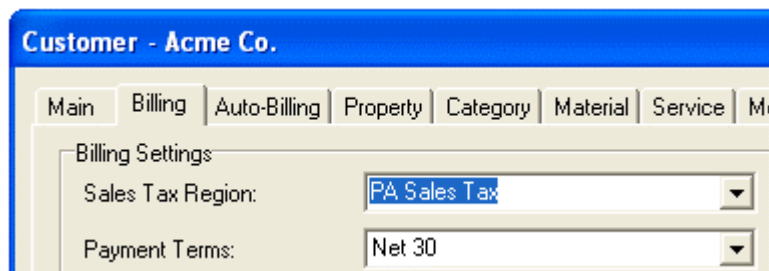 Customer - Acme Co.
Main Billing Auto-Billing Property Category Material Service
Billing Settings
Sales Tax Region: PA Sales Tax
Payment Terms: Net 30